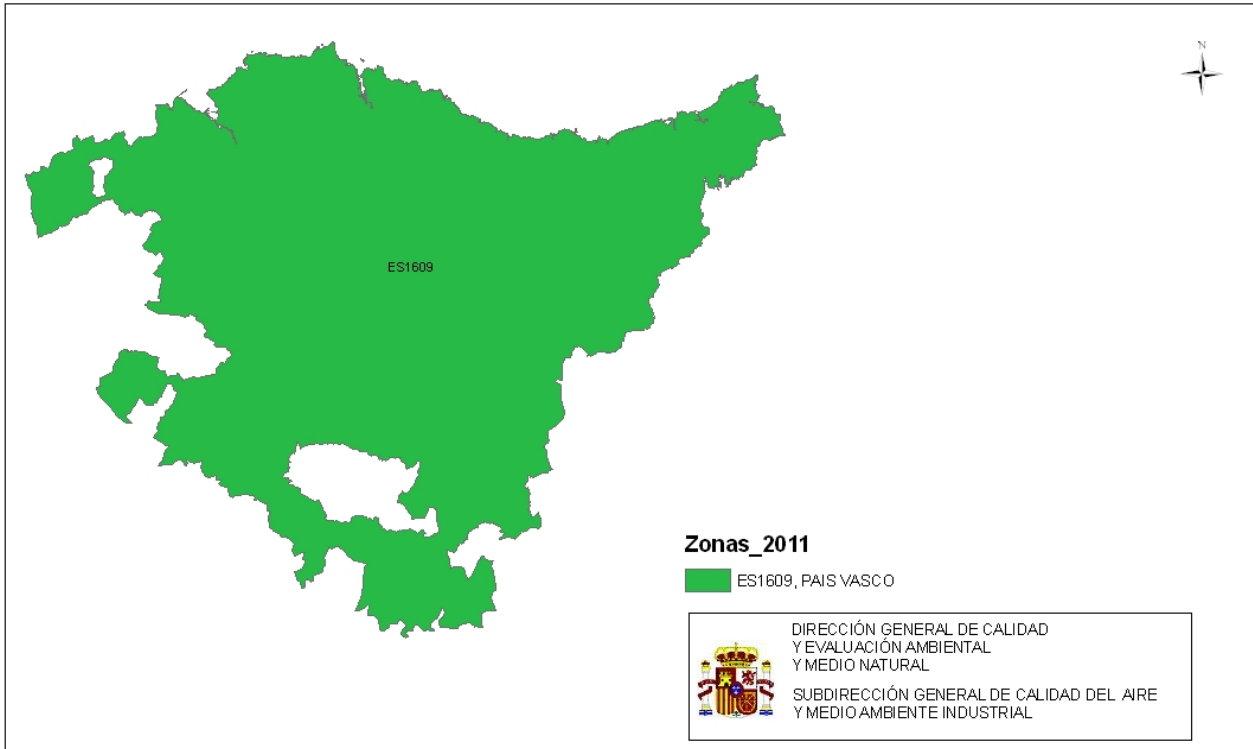 N
ES1609
Zonas_2011
ES1609, PAIS VASCO
DIRECCIÓN GENERAL DE CALIDAD
Y EVALUACIÓN AMBIENTAL
Y MEDIO NATURAL
SUBDIRECCIÓN GENERAL DE CALIDAD DEL AIRE
Y MEDIO AMBIENTE INDUSTRIAL